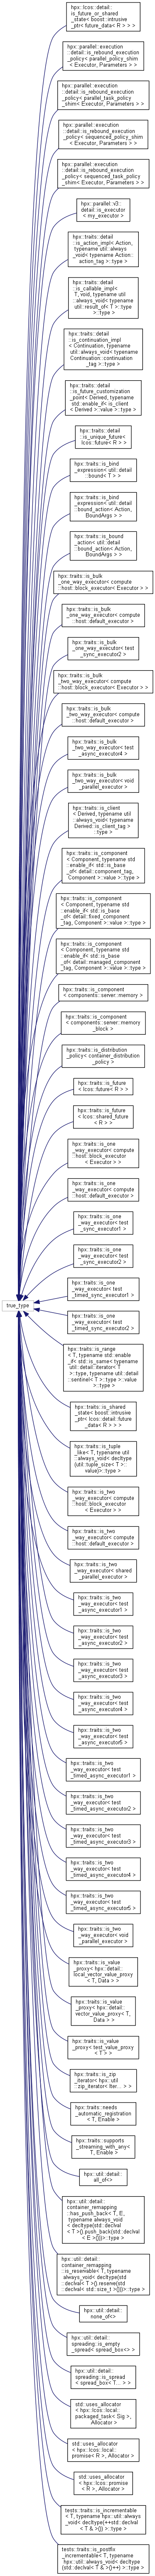 hpx: lcos: detail:
: is_future_or_shared
_state< boost: intrusive
_ptr< future_data< R > > >
hpx: parallel: execution
: detail: is_rebound_execution
_policy< parallel_policy_shim
< Executor, Parameters > >
hpx: parallel: execution
: detail: is_rebound_execution
_policy< parallel_task_policy
_shim< Executor, Parameters > >
hpx: parallel: execution
: detail: is_rebound_execution
_policy< sequenced_policy_shim
< Executor, Parameters > >
hpx: parallel: execution
: detail: is_rebound_execution
_policy< sequenced_task_policy
_shim< Executor, Parameters > >
hpx: parallel: v3:
: detail: is_executor
< my_executor >
hpx: traits: detail
: is_action_impl< Action,
typename util: always
_void< typename Action:
: action_tag >: type >
hpx: traits: detail
: is_callable_impl<
T, void, typename util
: always_void< typename
util: result_of< T >: type
>: type >
hpx: traits: detail
: is_continuation_impl
< Continuation, typename
util: always_void< typename
Continuation: continuation
_tag >: type >
hpx: traits: detail
: is_future_customization
_point< Derived, typename
std: enable_if< is_client
< Derived >: value >: type >
hpx: traits: detail
: is_unique_future<
lcos: future< R > >
hpx: traits: is_bind
_expression< util: detail
: bound< T > >
hpx: traits: is_bind
_expression< util: detail
: bound_action< Action,
BoundArgs > >
hpx: traits: is_bound
_action< util: detail
: bound_action< Action,
BoundArgs > >
hpx: traits: is_bulk
_one_way_executor< compute
: host: block_executor< Executor > >
hpx: traits: is_bulk
_one_way_executor< compute
: host: default_executor >
hpx: traits: is_bulk
_one_way_executor< test
_sync_executor2 >
hpx: traits: is_bulk
_two_way_executor< compute
: host: block_executor< Executor > >
hpx: traits: is_bulk
_two_way_executor< compute
: host: default_executor >
hpx: traits: is_bulk
_two_way_executor< test
_async_executor4 >
hpx: traits: is_bulk
_two_way_executor< void
_parallel_executor >
hpx: traits: is_client
< Derived, typename util
: always_void< typename
Derived: is_client_tag >
: type >
hpx: traits: is_component
< Component, typename std
: enable_if< std: is_base
_of< detail: component_tag,
Component >: value >: type >
hpx: traits: is_component
< Component, typename std
: enable_if< std: is_base
_of< detail: fixed_component
_tag, Component >: value >: type >
hpx: traits: is_component
< Component, typename std
: enable_if< std: is_base
_of< detail: managed_component
_tag, Component >: value >: type >
hpx: traits: is_component
< components: server: memory >
hpx: traits: is_component
< components: server: memory
_block >
hpx: traits: is_distribution
_policy< container_distribution
_policy >
hpx: traits: is_future
< lcos: future< R > >
hpx: traits: is_future
< lcos: shared_future
< R > >
hpx: traits: is_one
_way_executor< compute
: host: block_executor
< Executor > >
hpx: traits: is_one
_way_executor< compute
: host: default_executor >
hpx: traits: is_one
_way_executor< test
_sync_executor1 >
hpx: traits: is_one
_way_executor< test
_sync_executor2 >
hpx: traits: is_one
_way_executor< test
_timed_sync_executor1 >
true_type
hpx: traits: is_one
_way_executor< test
_timed_sync_executor2 >
hpx: traits: is_range
< T, typename std: enable
_if< std: is_same< typename
util: detail: iterator< T
>: type, typename util: detail
: sentinel< T >: type >: value
>: type >
hpx: traits: is_shared
_state< boost: intrusive
_ptr< lcos: detail: future
_data< R > > >
hpx: traits: is_tuple
_like< T, typename util
: always_void< decltype
(util: tuple_size< T >:
: value)>: type >
hpx: traits: is_two
_way_executor< compute
: host: block_executor
< Executor > >
hpx: traits: is_two
_way_executor< compute
: host: default_executor >
hpx: traits: is_two
_way_executor< shared
_parallel_executor >
hpx: traits: is_two
_way_executor< test
_async_executor1 >
hpx: traits: is_two
_way_executor< test
_async_executor2 >
hpx: traits: is_two
_way_executor< test
_async_executor3 >
hpx: traits: is_two
_way_executor< test
_async_executor4 >
hpx: traits: is_two
_way_executor< test
_async_executor5 >
hpx: traits: is_two
_way_executor< test
_timed_async_executor1 >
hpx: traits: is_two
_way_executor< test
_timed_async_executor2 >
hpx: traits: is_two
_way_executor< test
_timed_async_executor3 >
hpx: traits: is_two
_way_executor< test
_timed_async_executor4 >
hpx: traits: is_two
_way_executor< test
_timed_async_executor5 >
hpx: traits: is_two
_way_executor< void
_parallel_executor >
hpx: traits: is_value
_proxy< hpx: detail:
: local_vector_value_proxy
< T, Data > >
hpx: traits: is_value
_proxy< hpx: detail:
: vector_value_proxy< T,
Data > >
hpx: traits: is_value
_proxy< test_value_proxy
< T > >
hpx: traits: is_zip
_iterator< hpx: util
: zip_iterator< Iter... > >
hpx: traits: needs
_automatic_registration
< T, Enable >
hpx: traits: supports
_streaming_with_any<
T, Enable >
hpx: util: detail:
: all_of<>
hpx: util: detail:
: container_remapping
: has_push_back< T, E,
typename always_void
< decltype(std: declval
< T >().push_back(std: declval
< E >()))>: type >
hpx: util: detail:
: container_remapping
: is_reservable< T, typename
always_void< decltype(std
: declval< T >().reserve(std
: declval< std: size_t >()))>: type >
hpx: util: detail:
: none_of<>
hpx: util: detail:
: spreading: is_empty
_spread< spread_box<> >
hpx: util: detail:
: spreading: is_spread
< spread_box< T... > >
std: uses_allocator
< hpx: lcos: local:
: packaged_task< Sig >,
Allocator >
std: uses_allocator
< hpx: lcos: local:
: promise< R >, Allocator >
std: uses_allocator
< hpx: lcos: promise
< R >, Allocator >
tests: traits: is_incrementable
< T, typename hpx: util: always
_void< decltype(++std: declval
< T & >()) >: type >
tests: traits: is_postfix
_incrementable< T, typename
hpx: util: always_void< decltype
(std: declval< T & >()++) >: type >